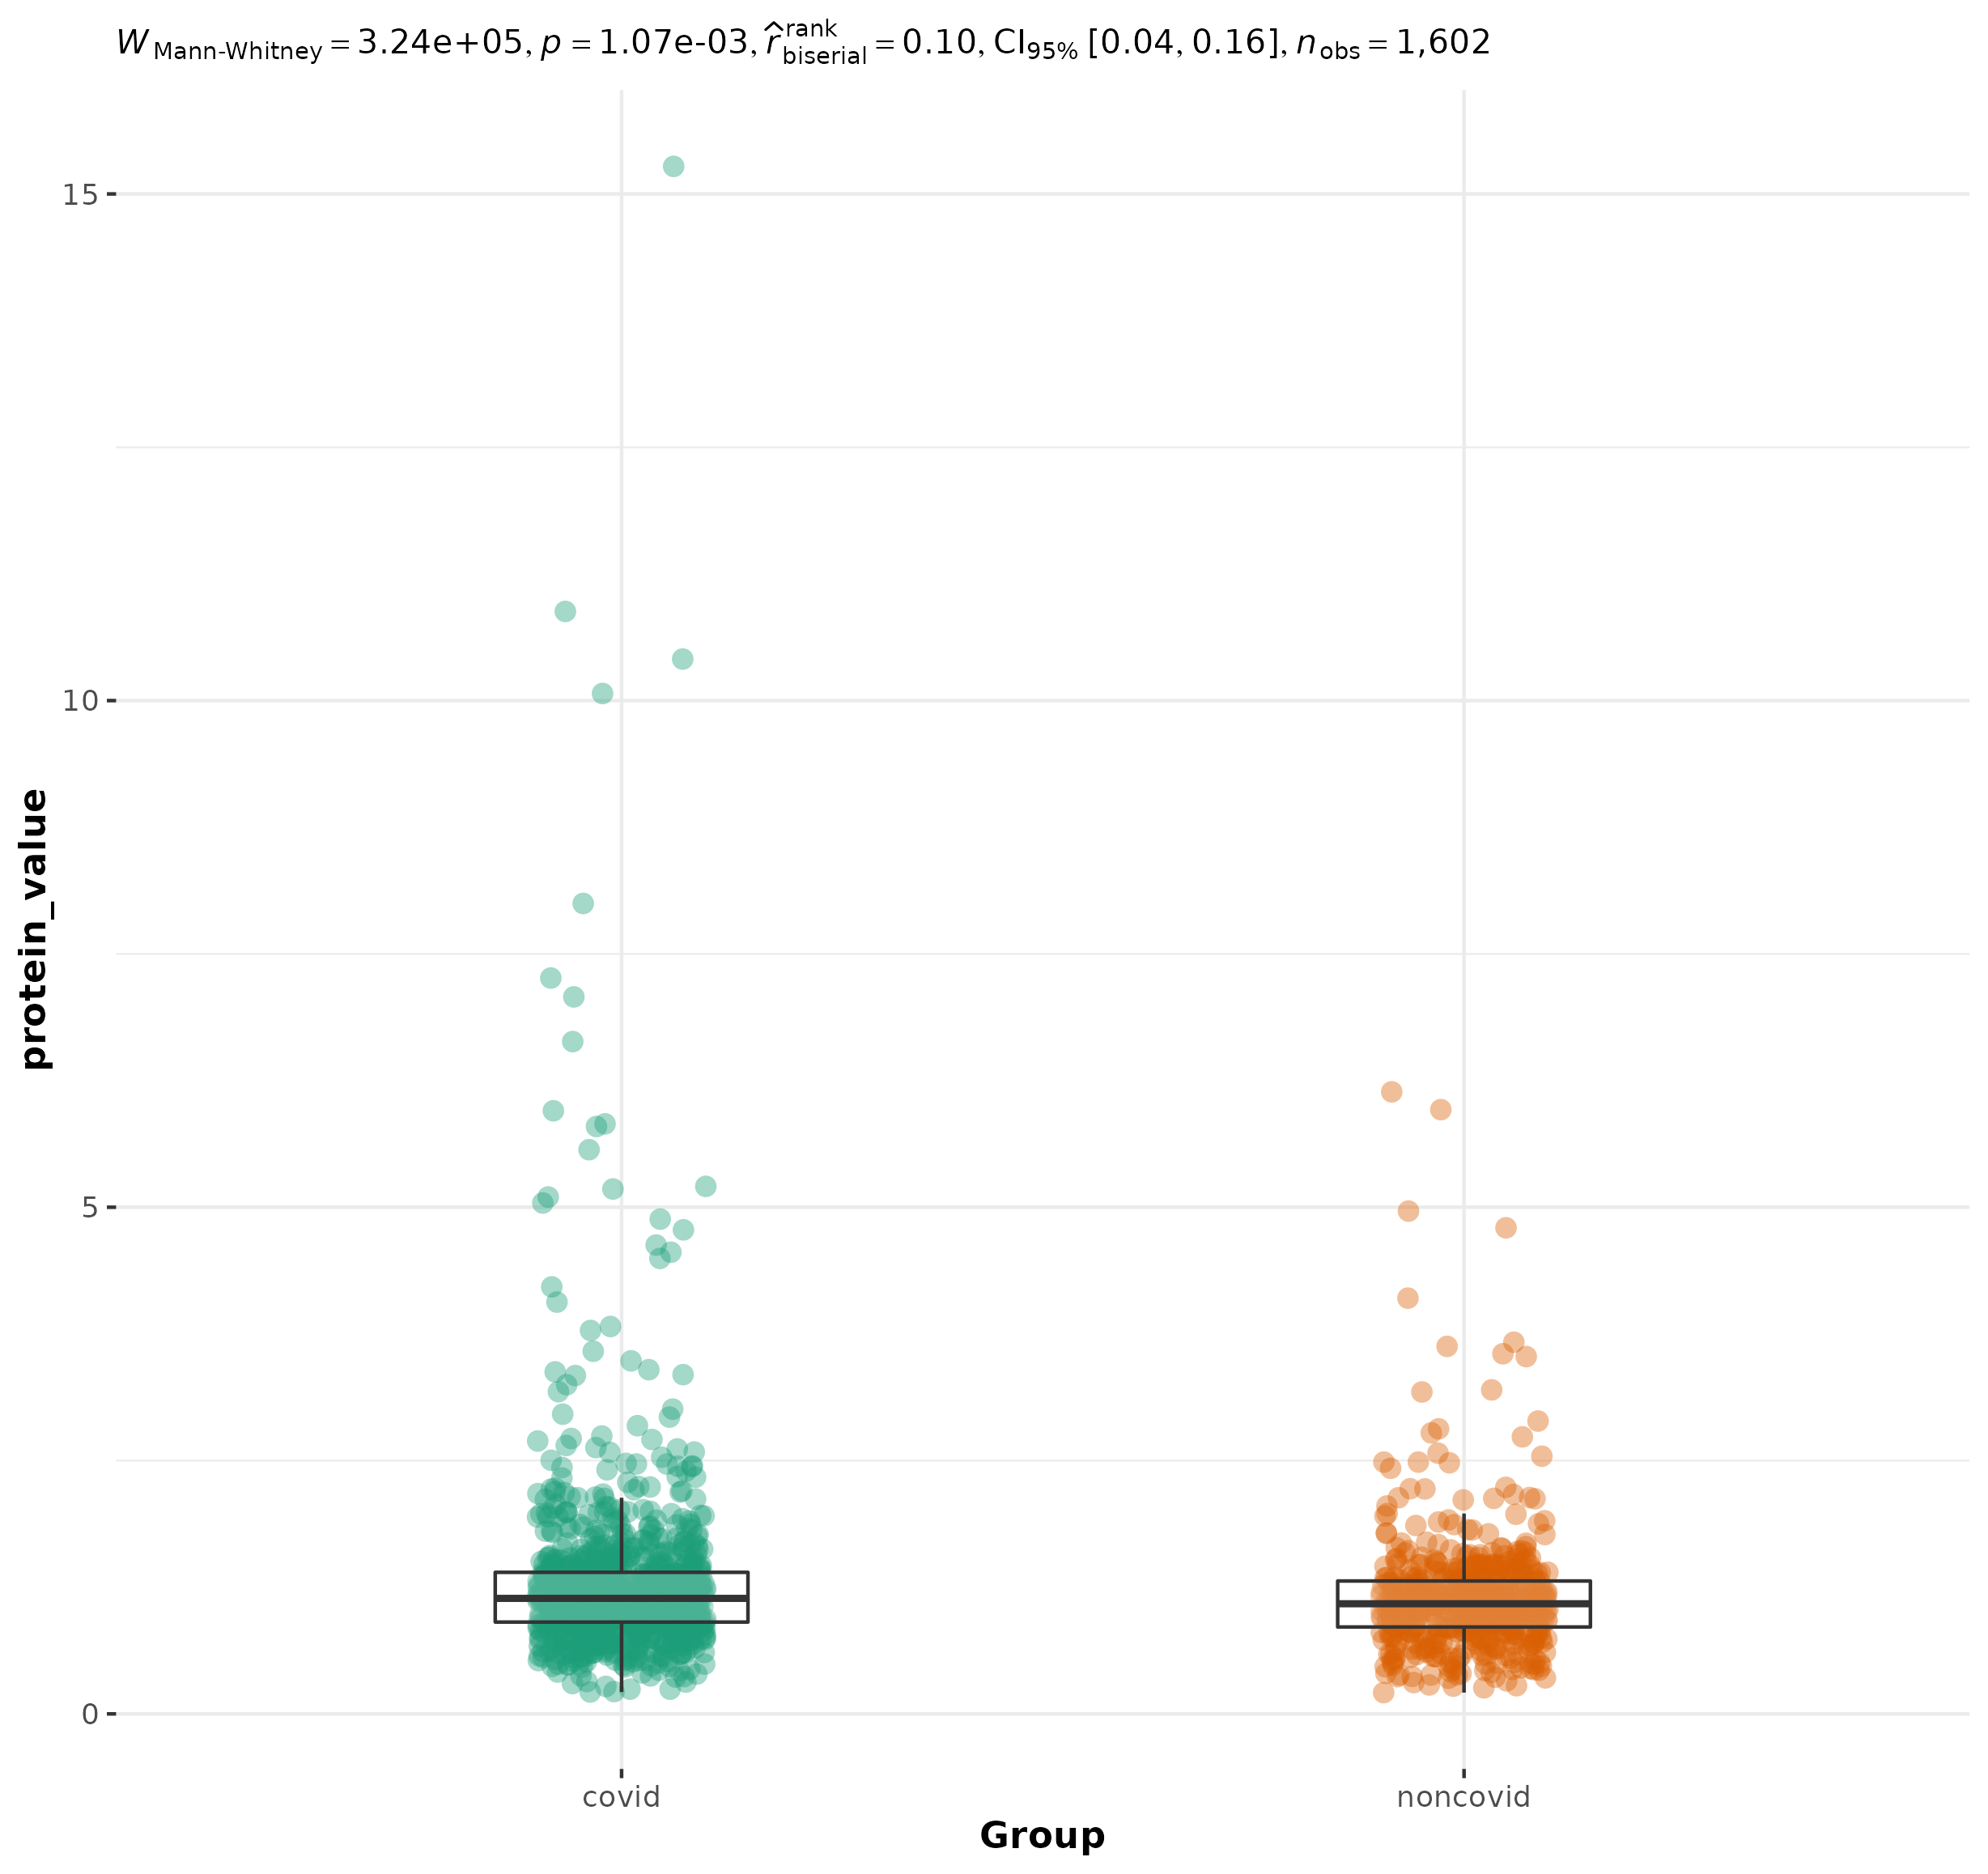 W Mann-Whitney = 3.24e+05, p = 1.07e-03, r̂ rank biserial = 0.10, CI95% [0.04, 0.16], nobs = 1,602
15
10
5
0
protein_value
covid noncovid
Group